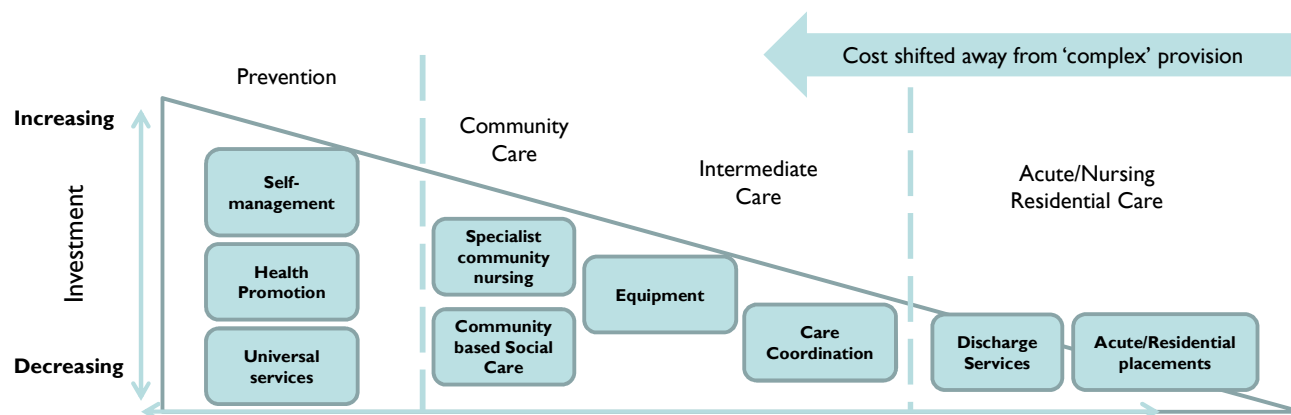 Cost shifted away from ‘complex’ provision
Prevention
Increasing
Community
Care
Intermediate
Care
Acute/Nursing
Residential Care
Investment
Self-
management
Health
Promotion
Universal
services
Specialist
community
nursing
Community
based Social
Care
Equipment
Care
Coordination
Discharge
Services
Acute/Residential
placements
Decreasing